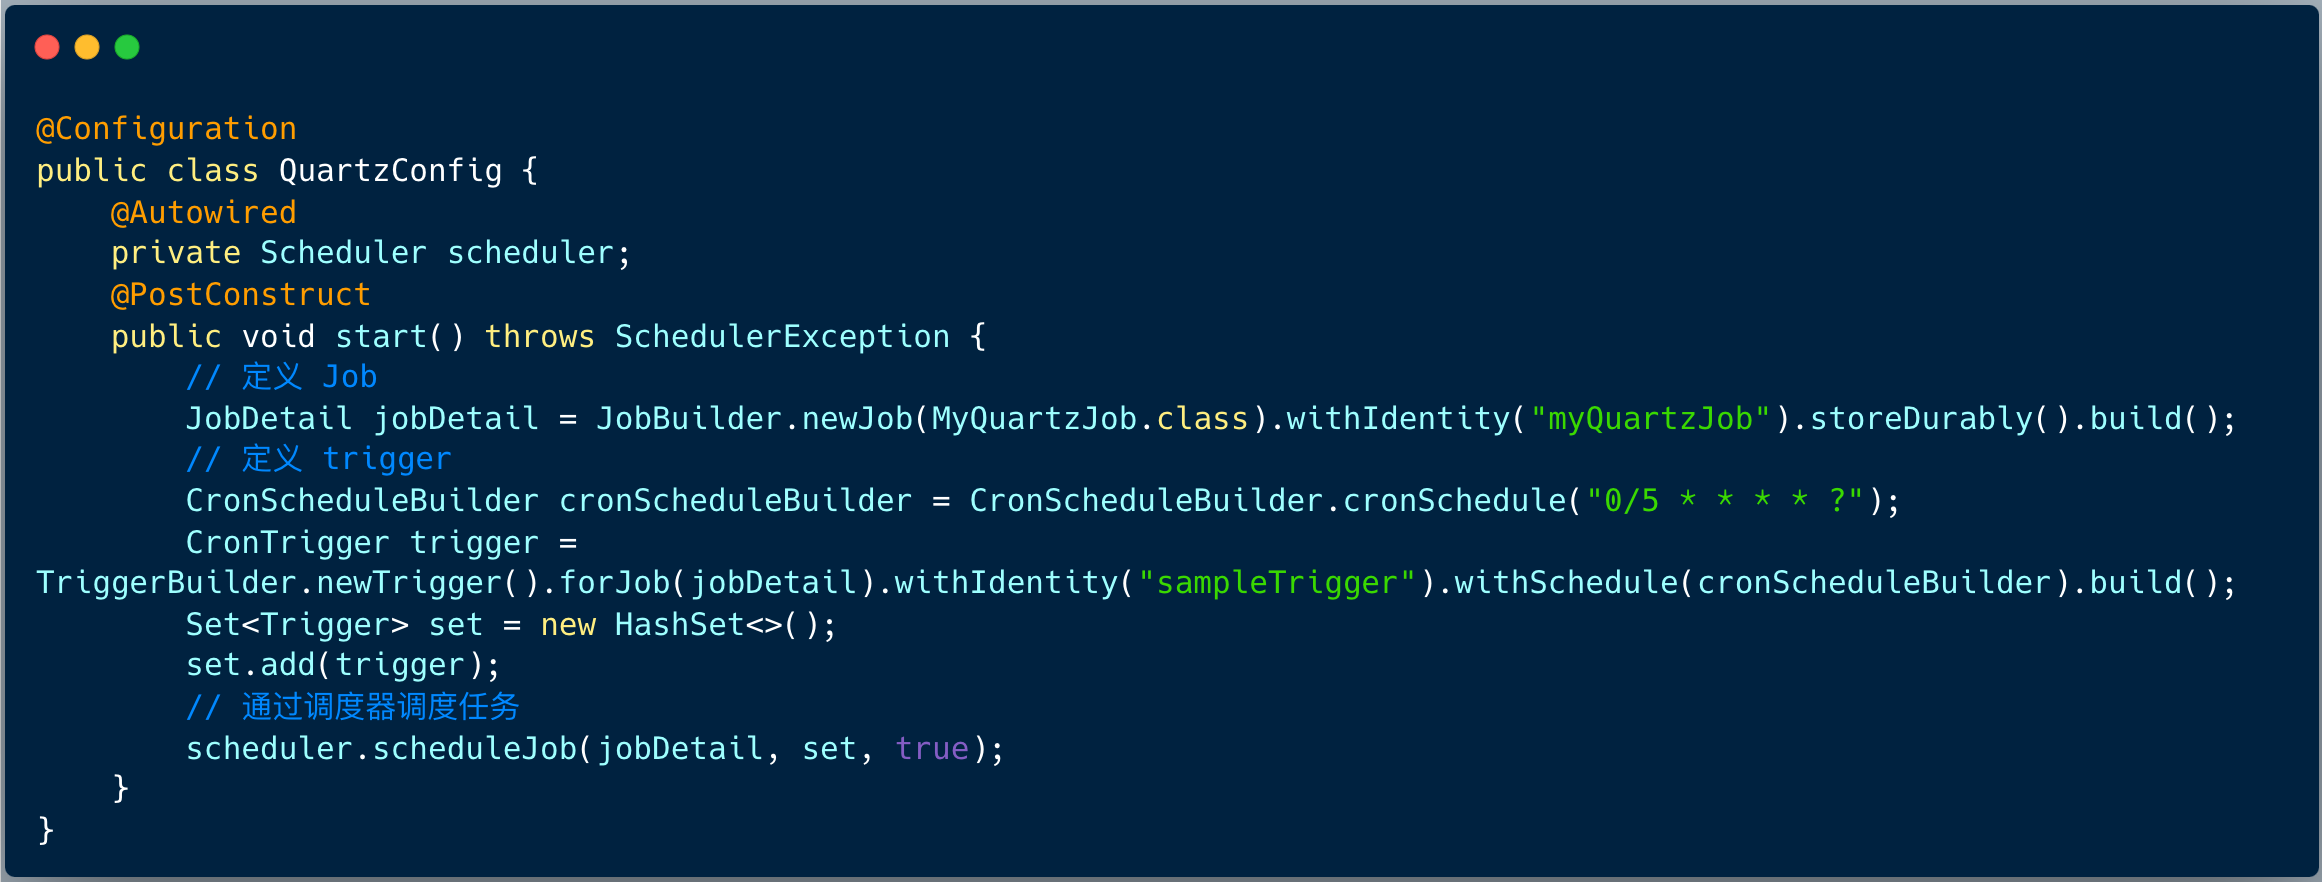 @Configuration
public class QuartzConfig {
    @Autowired
    private Scheduler scheduler;
    @PostConstruct
    public void start() throws SchedulerException {
        // 定义 Job
        JobDetail jobDetail = JobBuilder.newJob(MyQuartzJob.class).withIdentity("myQuartzJob").storeDurably().build();
        // 定义 trigger
        CronScheduleBuilder cronScheduleBuilder = CronScheduleBuilder.cronSchedule("0/5 * * * * ?");
        CronTrigger trigger =
TriggerBuilder.newTrigger().forJob(jobDetail).withIdentity("sampleTrigger").withSchedule(cronScheduleBuilder).build();
        Set<Trigger> set = new HashSet<>();
        set.add(trigger);
        // 通过调度器调度任务
        scheduler.scheduleJob(jobDetail, set, true);
    }
}